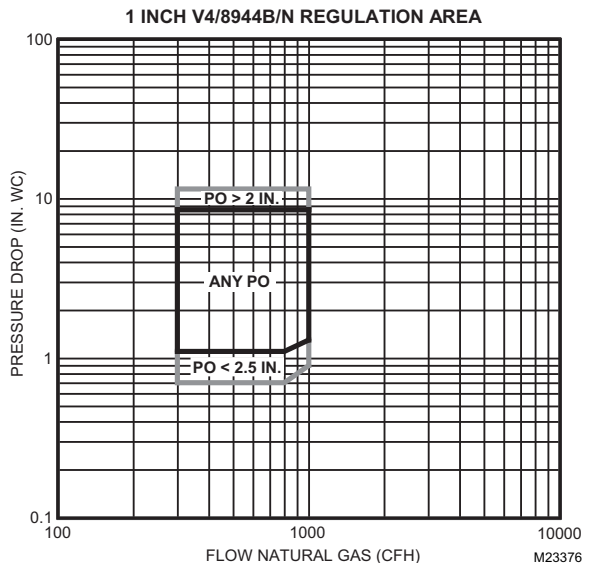 1 INCH V4/8944B/N REGULATION AREA
100
10
1
0.1
PRESSURE DROP (IN. WC)
PO > 2 IN.
ANY PO
PO < 2.5 IN.
100
1000
10000
FLOW NATURAL GAS (CFH)
M23376